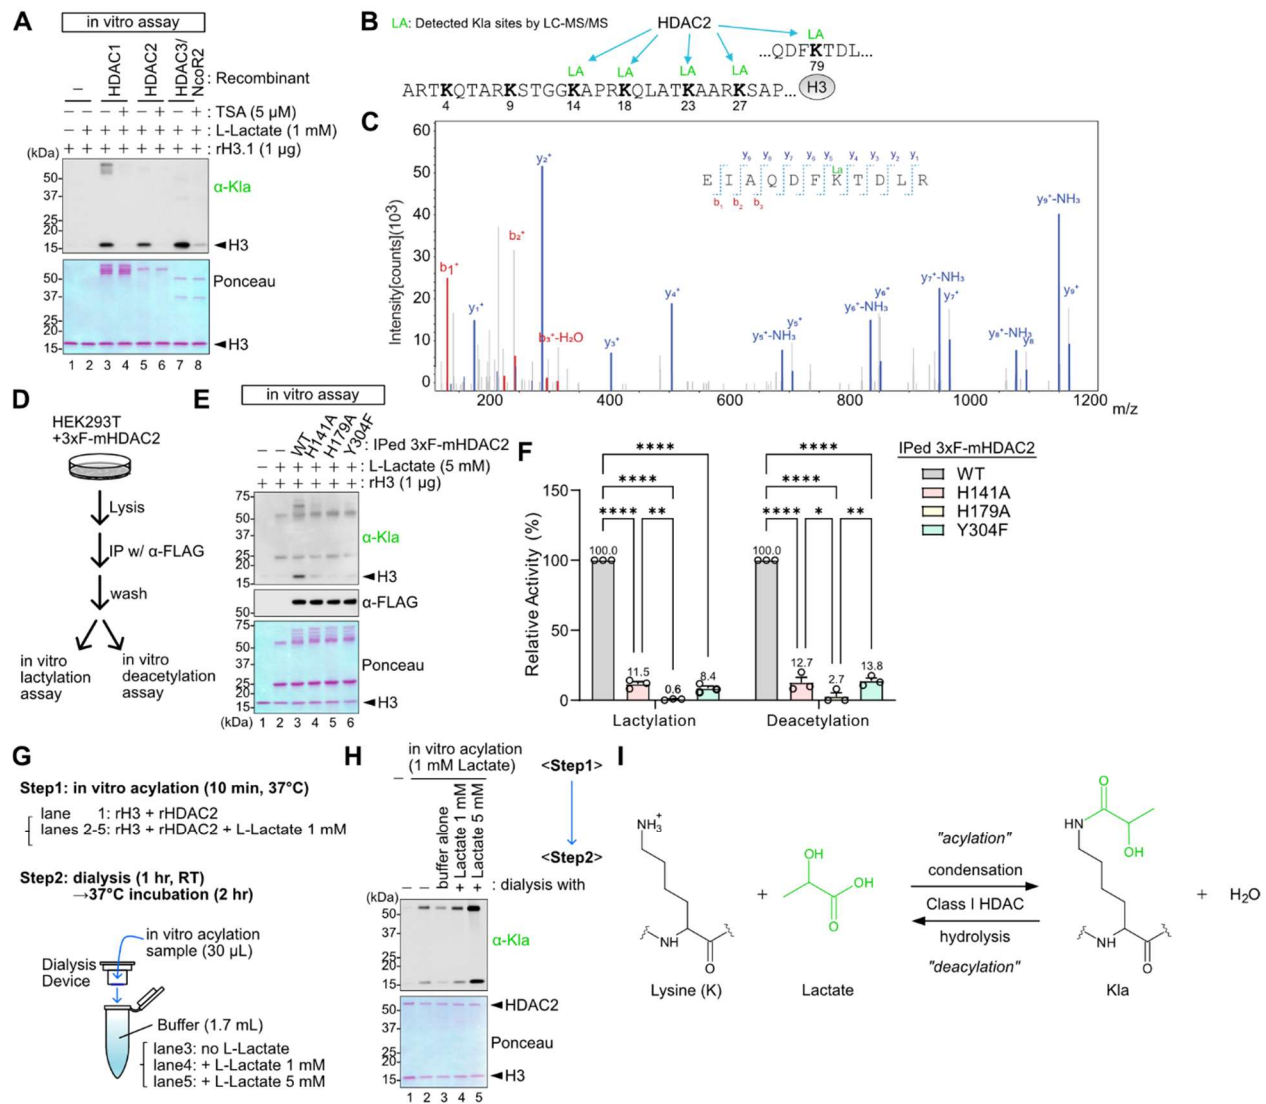 A
in vitro assay
–
HDAC1
HDAC2
HDAC3/
NcoR2
: Recombinant
– – + – + – + : TSA (5 μM)
– + + + + + + + : L-Lactate (1 mM)
+ + + + + + + + : rH3.1 (1 μg)
(kDa)
50-
37-
25-
20-
15-
α-Kla
◄H3
50-
37-
25-
20-
15-
Ponceau
◄H3
1 2 3 4 5 6 7 8
B
LA: Detected Kla sites by LC-MS/MS
HDAC2
LA
...QDFKTDL...
79
LA LA LA LA
ARTKQTARKSTGGKAPRKQLATKAARKSAP...
H3
4 9 14 18 23 27
C
Intensity[counts](10³)
60
50
40
30
20
10
0
200 400 600 800 1000 1200
m/z
b₁⁺
y₁⁺
b₂⁺
y₂⁺
b₃⁺-H₂O
y₃⁺
y₄⁺
y₅⁺-NH₃
y₅⁺
y₆⁺-NH₃
y₆⁺
y₇⁺-NH₃
y₇⁺
y₈⁺-NH₃
y₈
y₉⁺-NH₃
y₉⁺
y₉ y₈ y₇ y₆ y₅ y₄ y₃ y₂ y₁
La
E I A Q D F K T D L R
b₁ b₂ b₃
D
HEK293T
+3xF-mHDAC2
Lysis
IP w/ α-FLAG
wash
in vitro
lactylation
assay
in vitro
deacetylation
assay
E
in vitro assay
– – WT H141A H179A Y304F : IPed 3xF-mHDAC2
– + + + + + : L-Lactate (5 mM)
+ + + + + + : rH3 (1 μg)
75-
50-
37-
25-
20-
15-
α-Kla
◄H3
50-
α-FLAG
75-
50-
37-
25-
20-
15-
Ponceau
◄H3
(kDa) 1 2 3 4 5 6
F
Relative Activity (%)
150
100
50
0
****
****
**** **
100.0
11.5
0.6
8.4
Lactylation
****
****
**** * **
100.0
12.7
2.7
13.8
Deacetylation
IPed 3xF-mHDAC2
WT
H141A
H179A
Y304F
G
Step1: in vitro acylation (10 min, 37°C)
lane 1: rH3 + rHDAC2
lanes 2-5: rH3 + rHDAC2 + L-Lactate 1 mM
Step2: dialysis (1 hr, RT)
→37°C incubation (2 hr)
in vitro acylation
sample (30 μL)
Dialysis
Device
Buffer (1.7 mL)
lane3: no L-Lactate
lane4: + L-Lactate 1 mM
lane5: + L-Lactate 5 mM
H
in vitro acylation
(1 mM Lactate)
–
<Step1>
<Step2>
– – buffer alone + Lactate 1 mM + Lactate 5 mM : dialysis with
(kDa)
50-
37-
25-
20-
15-
α-Kla
50-
37-
25-
20-
15-
◄HDAC2
Ponceau
◄H3
1 2 3 4 5
I
NH₃⁺
NH
O
Lysine (K)
+
OH
OH
O
Lactate
"acylation"
condensation
Class I HDAC
hydrolysis
"deacylation"
O
HN
OH
NH
O
Kla
+ H₂O